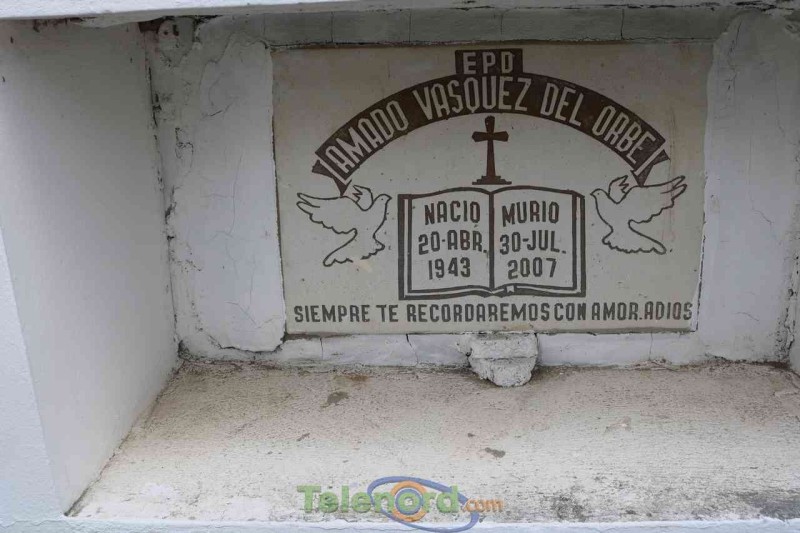 EPD
AMADO VASQUEZ DEL ORBE
NACIO
20-ABR.
1943
MURIO
30-JUL.
2007
SIEMPRE TE RECORDAREMOS CON AMOR.ADIOS
Telenord.com